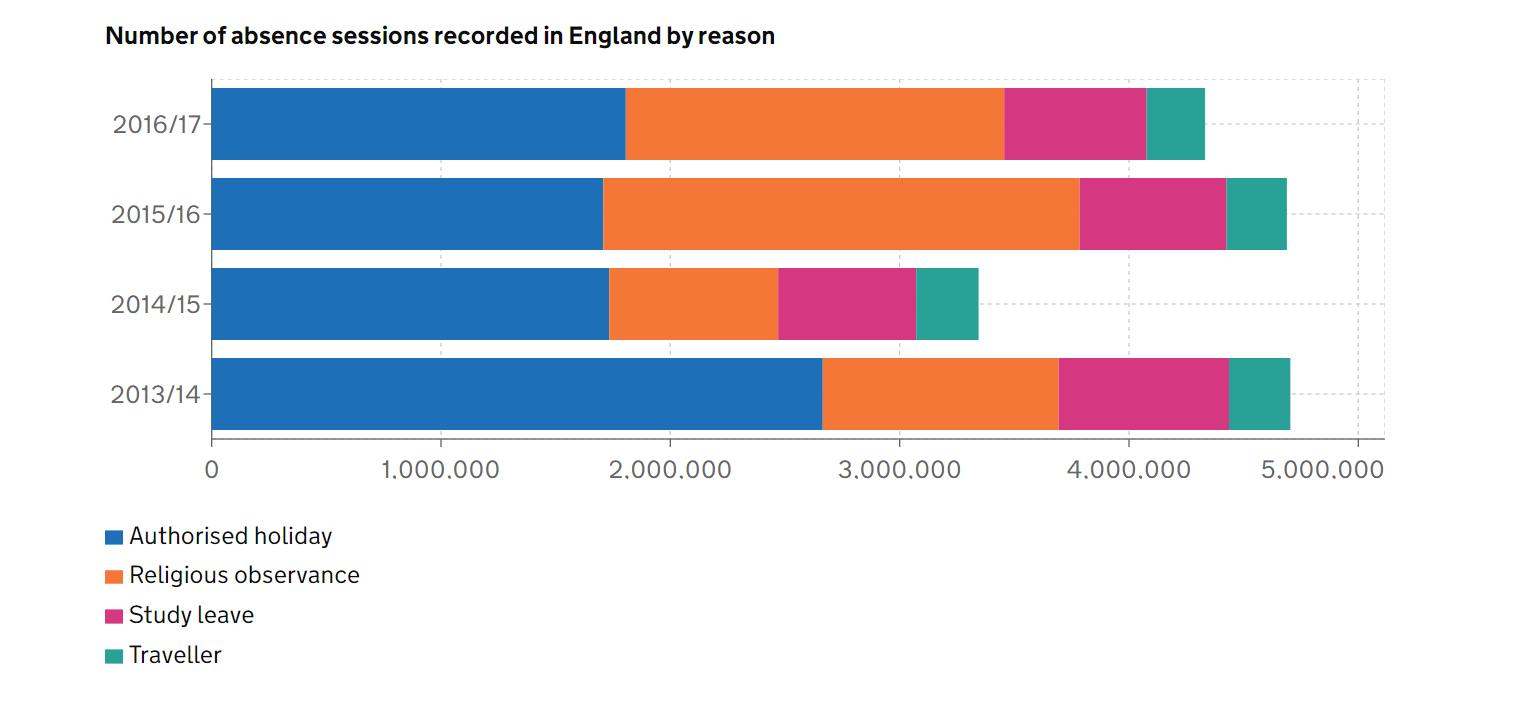 Number of absence sessions recorded in England by reason
2016/17
2015/16
2014/15
2013/14
0 1,000,000 2,000,000 3,000,000 4,000,000 5,000,000
Authorised holiday
Religious observance
Study leave
Traveller